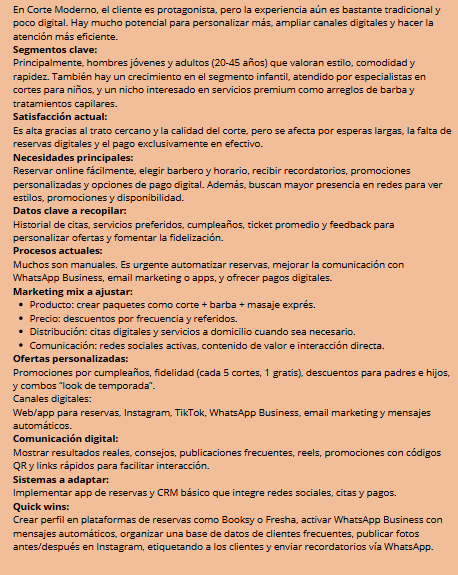 En Corte Moderno, el cliente es protagonista, pero la experiencia aún es bastante tradicional y
poco digital. Hay mucho potencial para personalizar más, ampliar canales digitales y hacer la
atención más eficiente.
Segmentos clave:
Principalmente, hombres jóvenes y adultos (20-45 años) que valoran estilo, comodidad y
rapidez. También hay un crecimiento en el segmento infantil, atendido por especialistas en
cortes para niños, y un nicho interesado en servicios premium como arreglos de barba y
tratamientos capilares.
Satisfacción actual:
Es alta gracias al trato cercano y la calidad del corte, pero se afecta por esperas largas, la falta de
reservas digitales y el pago exclusivamente en efectivo.
Necesidades principales:
Reservar online fácilmente, elegir barbero y horario, recibir recordatorios, promociones
personalizadas y opciones de pago digital. Además, buscan mayor presencia en redes para ver
estilos, promociones y disponibilidad.
Datos clave a recopilar:
Historial de citas, servicios preferidos, cumpleaños, ticket promedio y feedback para
personalizar ofertas y fomentar la fidelización.
Procesos actuales:
Muchos son manuales. Es urgente automatizar reservas, mejorar la comunicación con
WhatsApp Business, email marketing o apps, y ofrecer pagos digitales.
Marketing mix a ajustar:
• Producto: crear paquetes como corte + barba + masaje exprés.
• Precio: descuentos por frecuencia y referidos.
• Distribución: citas digitales y servicios a domicilio cuando sea necesario.
• Comunicación: redes sociales activas, contenido de valor e interacción directa.
Ofertas personalizadas:
Promociones por cumpleaños, fidelidad (cada 5 cortes, 1 gratis), descuentos para padres e hijos,
y combos “look de temporada”.
Canales digitales:
Web/app para reservas, Instagram, TikTok, WhatsApp Business, email marketing y mensajes
automáticos.
Comunicación digital:
Mostrar resultados reales, consejos, publicaciones frecuentes, reels, promociones con códigos
QR y links rápidos para facilitar interacción.
Sistemas a adaptar:
Implementar app de reservas y CRM básico que integre redes sociales, citas y pagos.
Quick wins:
Crear perfil en plataformas de reservas como Booksy o Fresha, activar WhatsApp Business con
mensajes automáticos, organizar una base de datos de clientes frecuentes, publicar fotos
antes/después en Instagram, etiquetando a los clientes y enviar recordatorios vía WhatsApp.